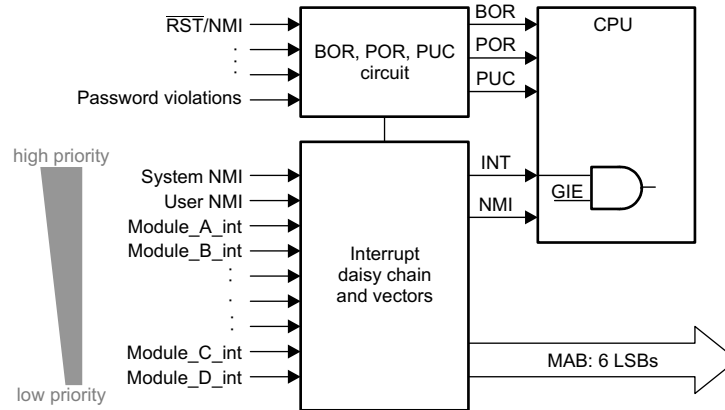 RST/NMI
Password violations
BOR, POR, PUC
circuit
BOR
POR
PUC
CPU
high priority
low priority
System NMI
User NMI
Module_A_int
Module_B_int
Module_C_int
Module_D_int
Interrupt
daisy chain
and vectors
INT
NMI
GIE
MAB: 6 LSBs